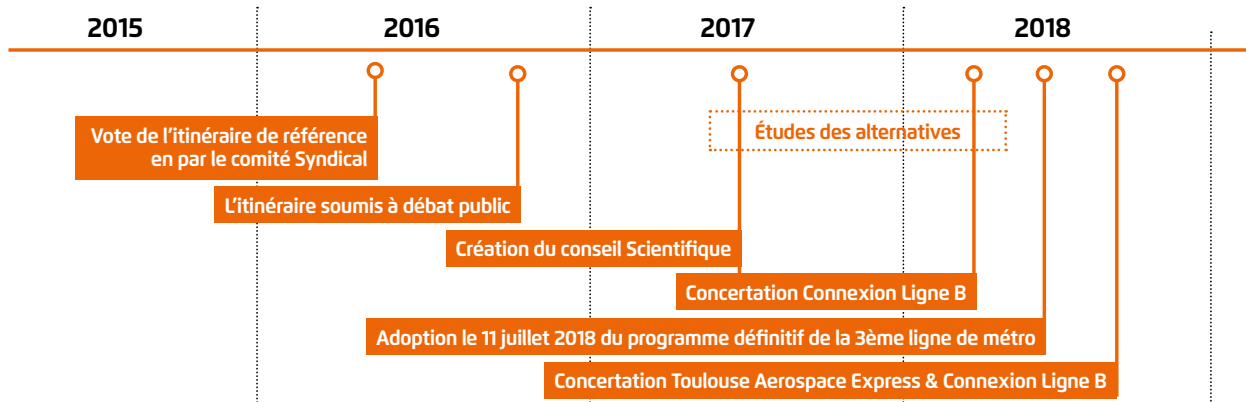 2015
2016
2017
2018
Vote de l'itinéraire de référence
en par le comité Syndical
Études des alternatives
L'itinéraire soumis à débat public
Création du conseil Scientifique
Concertation Connexion Ligne B
Adoption le 11 juillet 2018 du programme définitif de la 3ème ligne de métro
Concertation Toulouse Aerospace Express & Connexion Ligne B